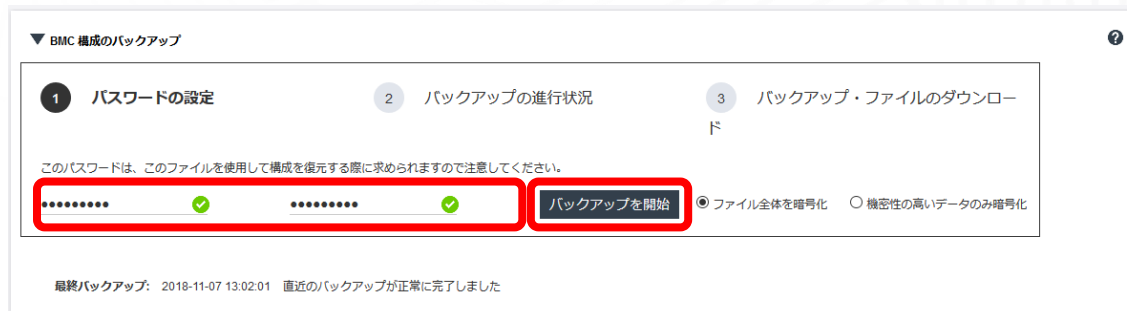 ▼ BMC 構成のバックアップ
?
1 パスワードの設定 2 バックアップの進行状況 3 バックアップ・ファイルのダウンロー
ド
このパスワードは、このファイルを使用して構成を復元する際に求められますので注意してください。
••••••••• ••••••••• バックアップを開始 ファイル全体を暗号化 機密性の高いデータのみ暗号化
最終バックアップ: 2018-11-07 13:02:01 直近のバックアップが正常に完了しました